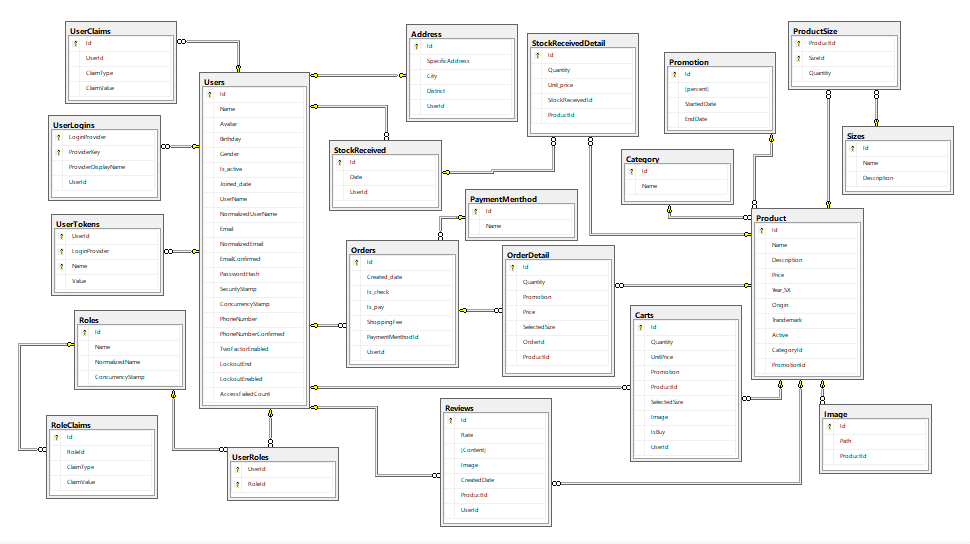 UserClaims
Id
UserId
ClaimType
ClaimValue
UserLogins
LoginProvider
ProviderKey
ProviderDisplayName
UserId
UserTokens
UserId
LoginProvider
Name
Value
Roles
Id
Name
NormalizedName
ConcurrencyStamp
RoleClaims
Id
RoleId
ClaimType
ClaimValue
Users
Id
Name
Avatar
Birthday
Gender
Is_active
Joined_date
UserName
NormalizedUserName
Email
NormalizedEmail
EmailConfirmed
PasswordHash
SecurityStamp
ConcurrencyStamp
PhoneNumber
PhoneNumberConfirmed
TwoFactorEnabled
LockoutEnd
LockoutEnabled
AccessFailedCount
UserRoles
UserId
RoleId
Address
Id
SpecificAddress
City
District
UserId
StockReceived
Id
Date
UserId
StockReceivedDetail
Id
Quantity
Unit_price
StockReceivedId
ProductId
PaymentMenthod
Id
Name
Orders
Id
Created_date
Is_check
Is_pay
ShoppingFee
PaymentMenthodId
UserId
OrderDetail
Id
Quantity
Promotion
Price
SelectedSize
OrderId
ProductId
Reviews
Id
Rate
[Content]
Image
CreatedDate
ProductId
UserId
Promotion
Id
[percent]
StartedDate
EndDate
Category
Id
Name
Carts
Id
Quantity
UnitPrice
Promotion
ProductId
SelectedSize
Image
IsBuy
UserId
ProductSize
ProductId
SizeId
Quantity
Sizes
Id
Name
Description
Product
Id
Name
Description
Price
Year_SX
Origin
Trandemark
Active
CategoryId
PromotionId
Image
Id
Path
ProductId